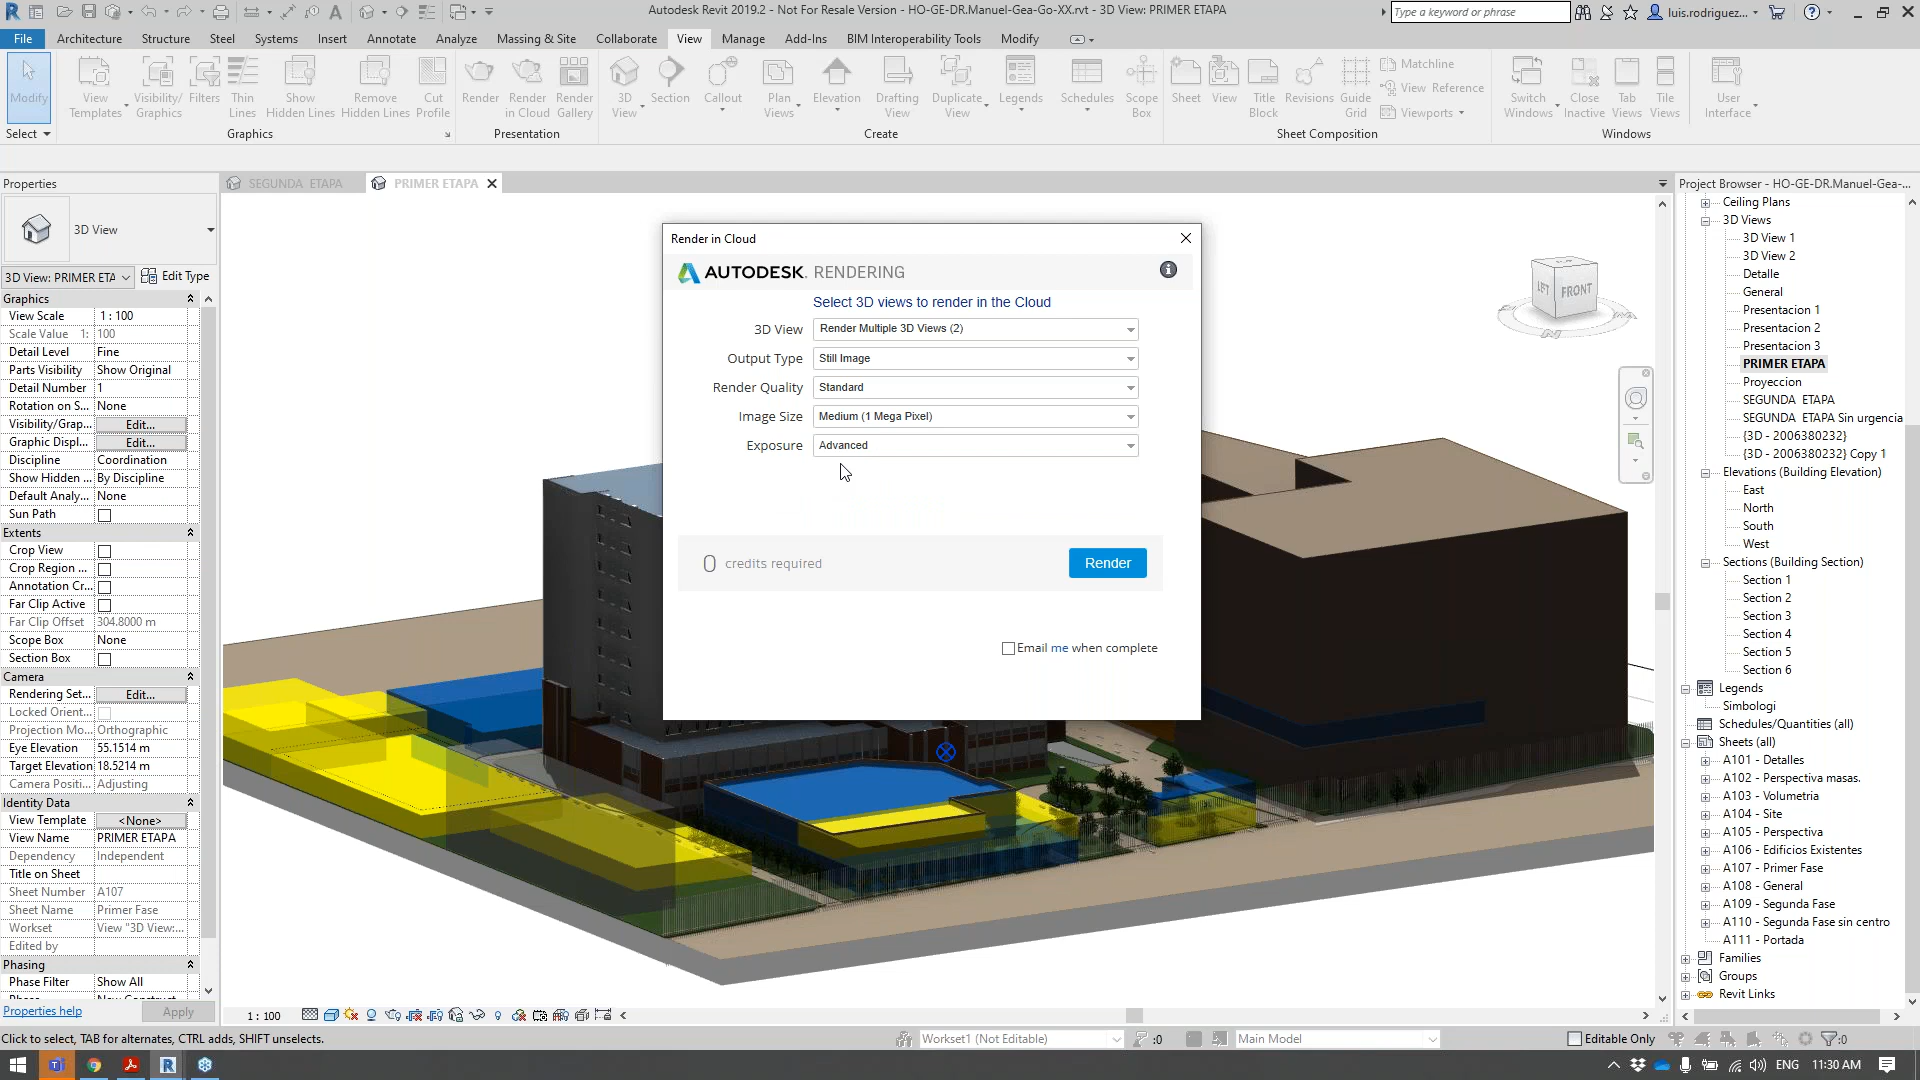 Autodesk Revit 2019.2 - Not For Resale Version - HO-GE-DR.Manuel-Gea-Go-XX.rvt - 3D View: PRIMER ETAPA
Type a keyword or phrase
luis.rodriguez...
File Architecture Structure Steel Systems Insert Annotate Analyze Massing & Site Collaborate View Manage Add-Ins BIM Interoperability Tools Modify
Modify
View Templates
Visibility/ Graphics
Filters
Thin Lines
Show Hidden Lines
Remove Hidden Lines
Cut Profile
Render
Render in Cloud
Render Gallery
3D View
Section
Callout
Plan Views
Elevation
Drafting View
Duplicate View
Legends
Schedules
Scope Box
Sheet
View
Title Block
Revisions
Guide Grid
Matchline
View Reference
Viewports
Switch Windows
Close Inactive
Tab Views
Tile Views
User Interface
Select
Graphics
Presentation
Create
Sheet Composition
Windows
Properties
SEGUNDA ETAPA
PRIMER ETAPA
Project Browser - HO-GE-DR.Manuel-Gea-...
3D View
3D View: PRIMER ETA
Edit Type
Graphics
View Scale 1 : 100
Scale Value 1: 100
Detail Level Fine
Parts Visibility Show Original
Detail Number 1
Rotation on S... None
Visibility/Grap... Edit...
Graphic Displ... Edit...
Discipline Coordination
Show Hidden ... By Discipline
Default Analy... None
Sun Path
Extents
Crop View
Crop Region ...
Annotation Cr...
Far Clip Active
Far Clip Offset 304.8000 m
Scope Box None
Section Box
Camera
Rendering Set... Edit...
Locked Orient...
Projection Mo... Orthographic
Eye Elevation 55.1514 m
Target Elevation 18.5214 m
Camera Positi... Adjusting
Identity Data
View Template <None>
View Name PRIMER ETAPA
Dependency Independent
Title on Sheet
Sheet Number A107
Sheet Name Primer Fase
Workset View "3D View:...
Edited by
Phasing
Phase Filter Show All
Properties help
Apply
Render in Cloud
AUTODESK. RENDERING
Select 3D views to render in the Cloud
3D View Render Multiple 3D Views (2)
Output Type Still Image
Render Quality Standard
Image Size Medium (1 Mega Pixel)
Exposure Advanced
0 credits required
Render
Email me when complete
LEFT
FRONT
Ceiling Plans
3D Views
3D View 1
3D View 2
Detalle
General
Presentacion 1
Presentacion 2
Presentacion 3
PRIMER ETAPA
Proyeccion
SEGUNDA ETAPA
SEGUNDA ETAPA Sin urgencia
{3D - 2006380232}
{3D - 2006380232} Copy 1
Elevations (Building Elevation)
East
North
South
West
Sections (Building Section)
Section 1
Section 2
Section 3
Section 4
Section 5
Section 6
Legends
Simbologi
Schedules/Quantities (all)
Sheets (all)
A101 - Detalles
A102 - Perspectiva masas.
A103 - Volumetria
A104 - Site
A105 - Perspectiva
A106 - Edificios Existentes
A107 - Primer Fase
A108 - General
A109 - Segunda Fase
A110 - Segunda Fase sin centro
A111 - Portada
Families
Groups
Revit Links
1 : 100
Click to select, TAB for alternates, CTRL adds, SHIFT unselects.
Workset1 (Not Editable)
:0
Main Model
Editable Only
:0
ENG
11:30 AM